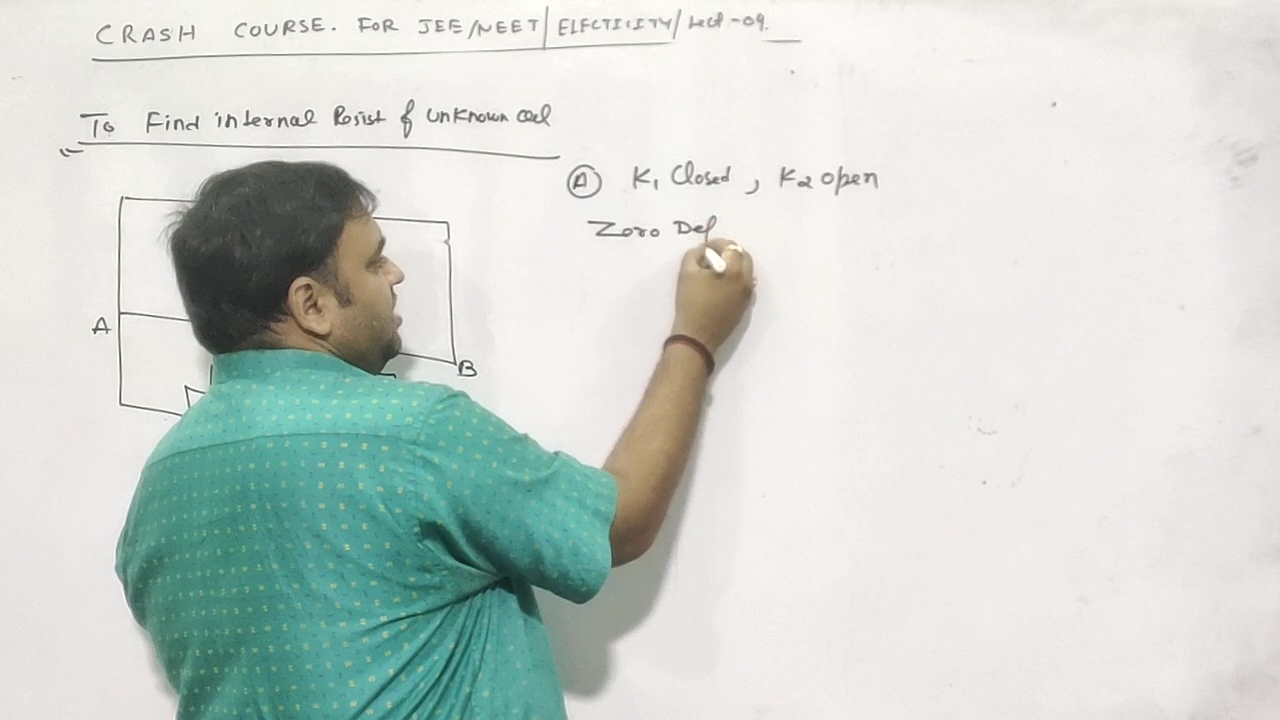 CRASH COURSE. FOR JEE/NEET/ELECTICITY/Lect-09.
To Find internal Resist of unknown cell
(A) K₁ Closed, K₂ open
Zero Def
A
B